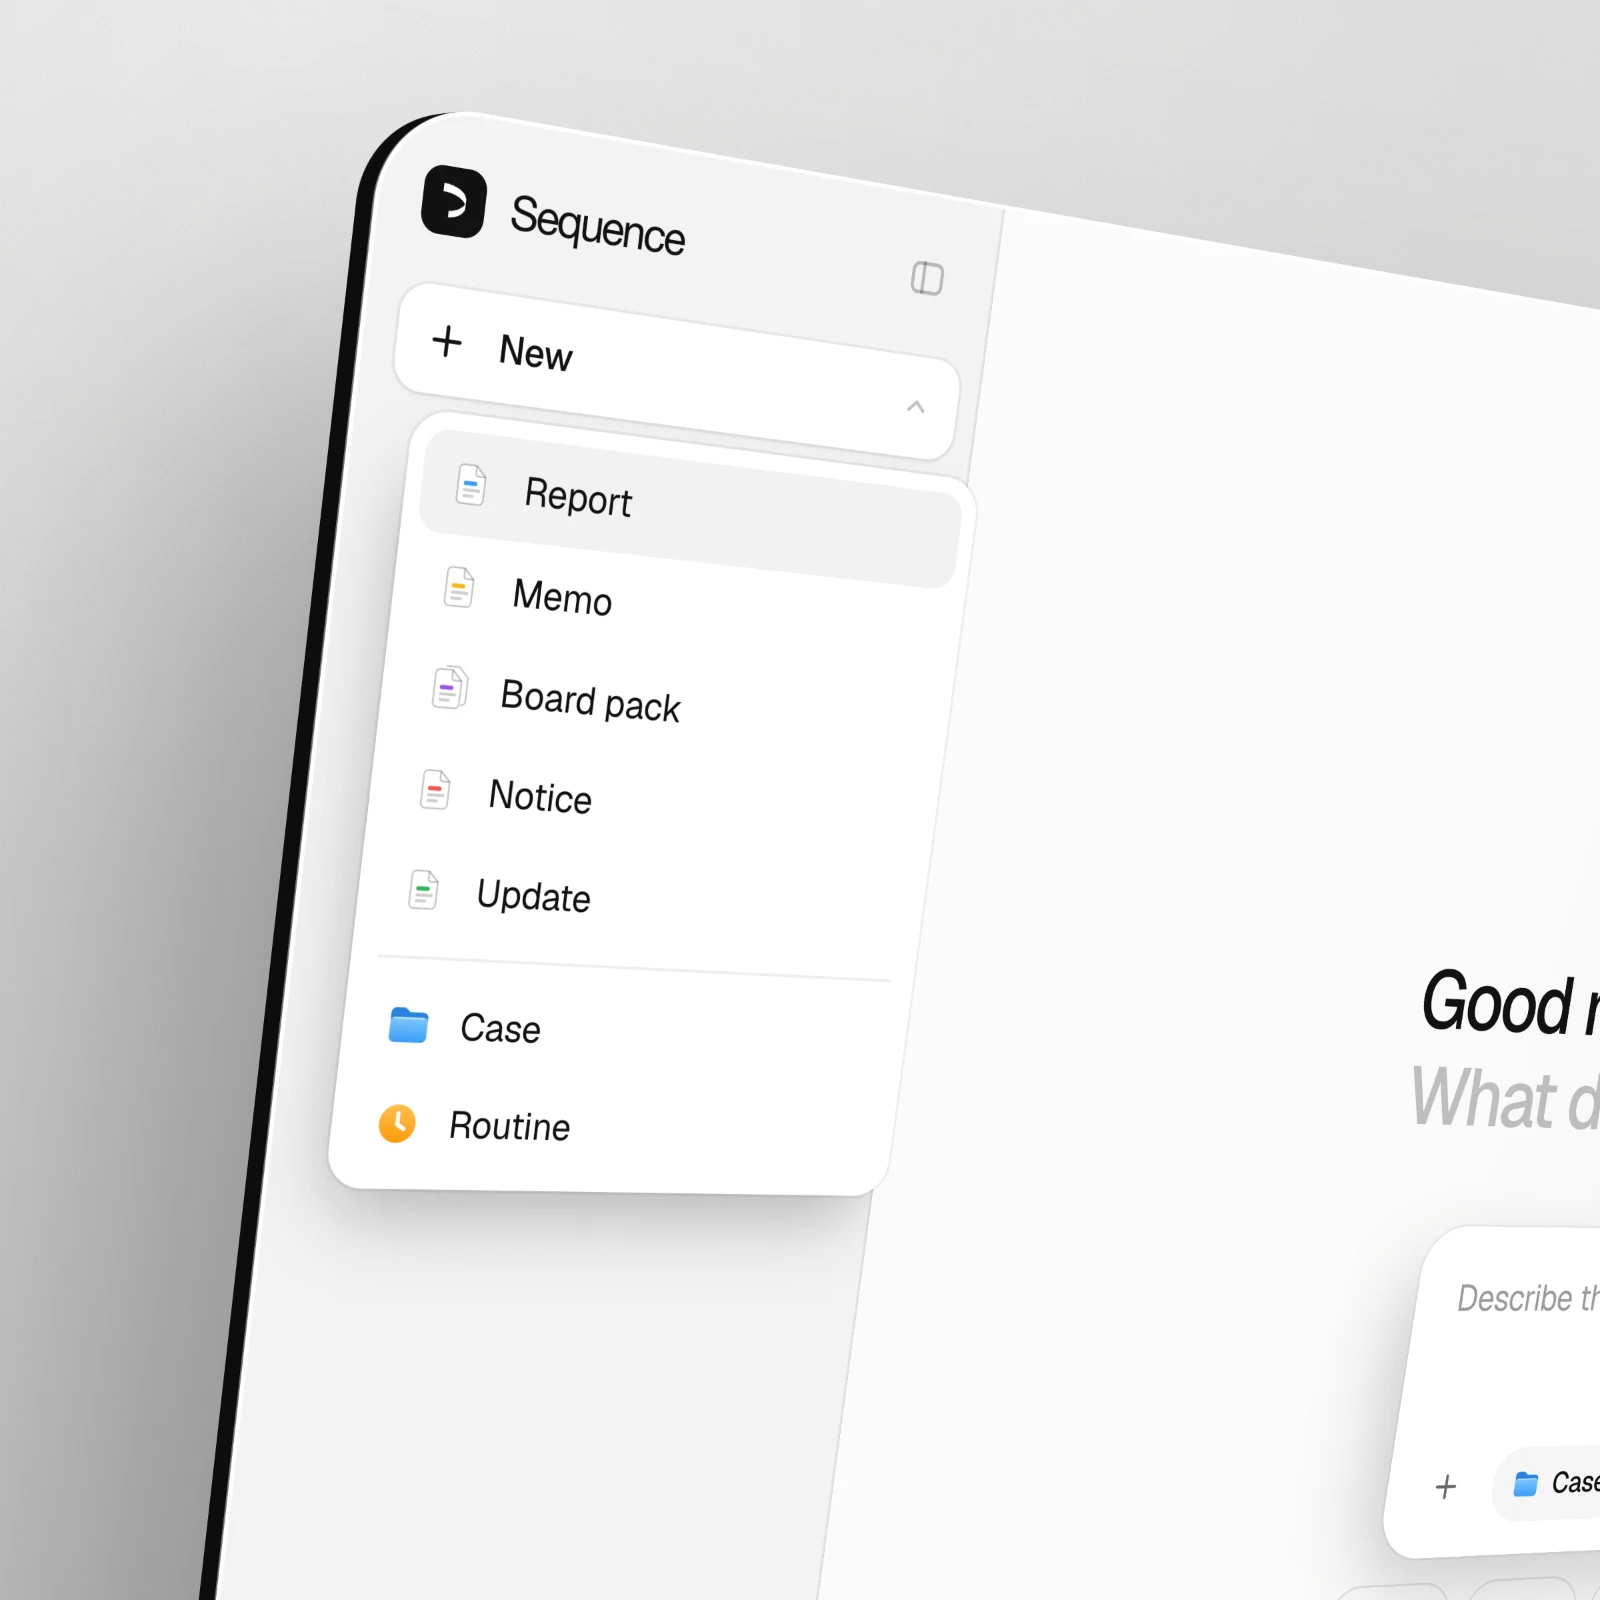 Sequence
New
Report
Memo
Board pack
Notice
Update
Case
Routine
Good
What
Describe
Case